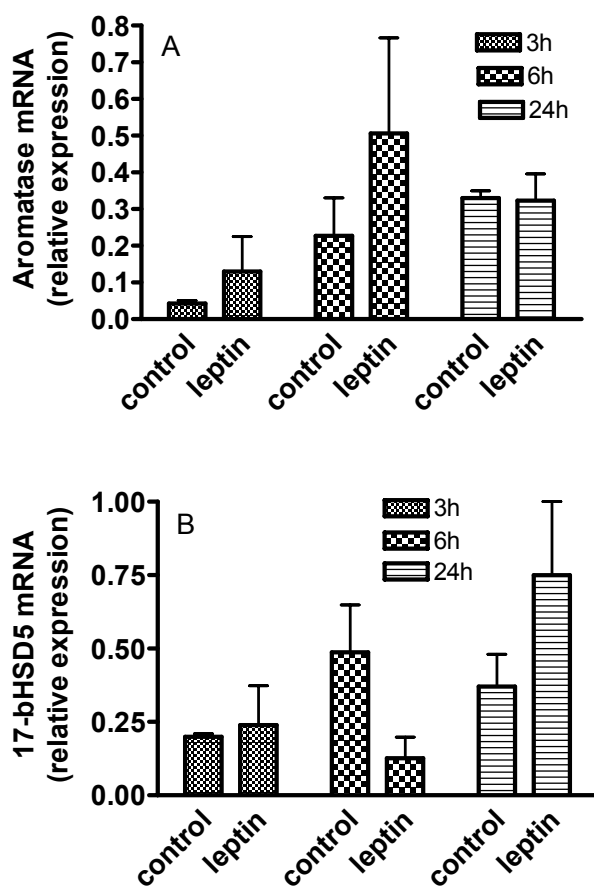 A
Aromatase mRNA
(relative expression)
0.8
0.7
0.6
0.5
0.4
0.3
0.2
0.1
0.0
3h
6h
24h
control
leptin
control
leptin
control
leptin
B
17-bHSD5 mRNA
(relative expression)
1.00
0.75
0.50
0.25
0.00
3h
6h
24h
control
leptin
control
leptin
control
leptin